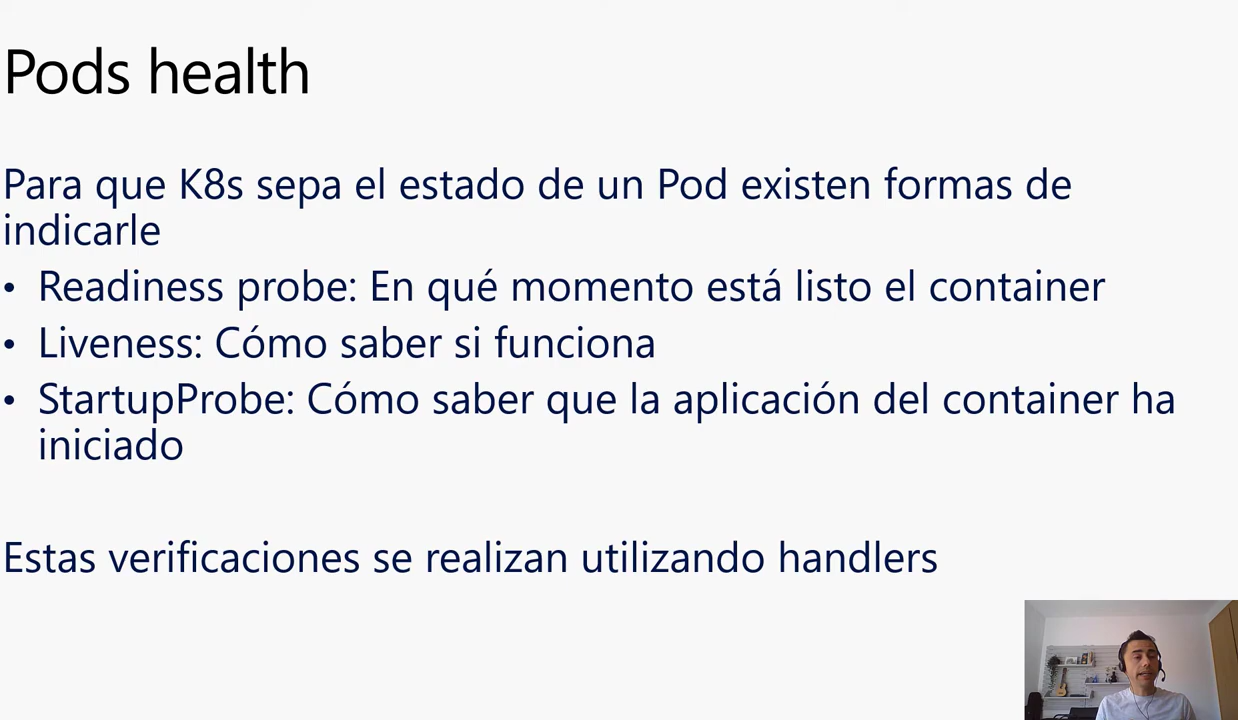 Pods health
Para que K8s sepa el estado de un Pod existen formas de
indicarle
• Readiness probe: En qué momento está listo el container
• Liveness: Cómo saber si funciona
• StartupProbe: Cómo saber que la aplicación del container ha
iniciado
Estas verificaciones se realizan utilizando handlers